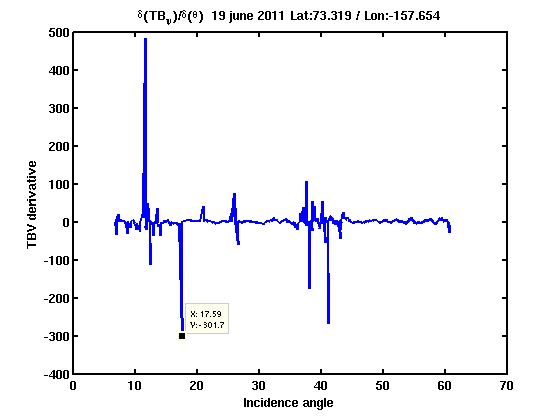 δ(TBν)/δ(θ) 19 june 2011 Lat:73.319 / Lon:-157.654
500
400
300
200
100
0
-100
-200
-300
-400
TBV derivative
X: 17.59
Y: -301.7
0 10 20 30 40 50 60 70
Incidence angle